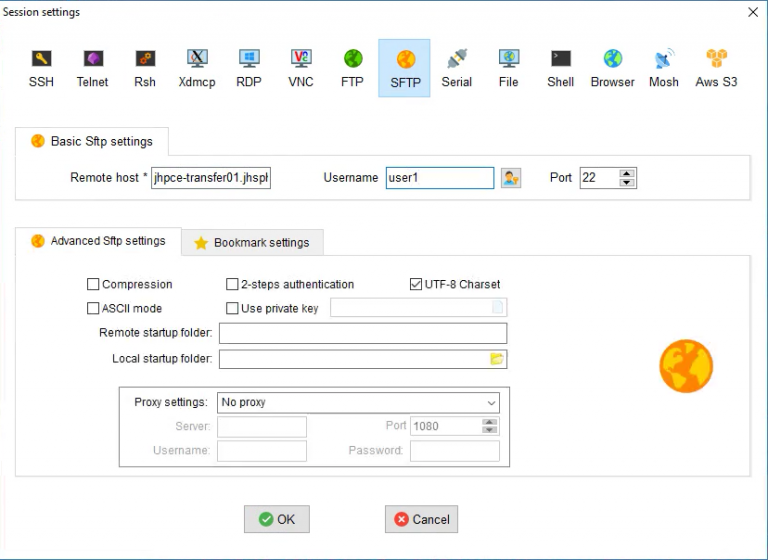 Session settings
SSH Telnet Rsh Xdmcp RDP VNC FTP SFTP Serial File Shell Browser Mosh Aws S3
Basic Sftp settings
Remote host * jhpce-transfer01.jhsph Username user1 Port 22
Advanced Sftp settings Bookmark settings
Compression 2-steps authentication UTF-8 Charset
ASCII mode Use private key
Remote startup folder:
Local startup folder:
Proxy settings: No proxy
Server: Port 1080
Username: Password:
OK Cancel